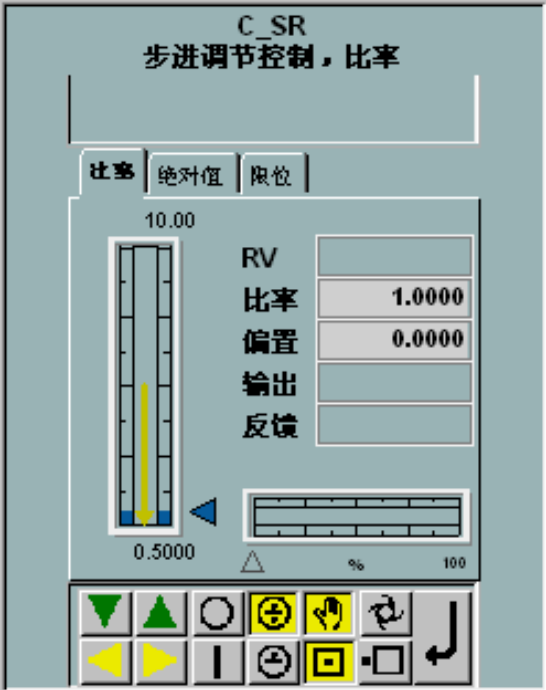 C_SR
步进调节控制，比率
比率 绝对值 限位
10.00
RV
比率 1.0000
偏置 0.0000
输出
反馈
0.5000
% 100